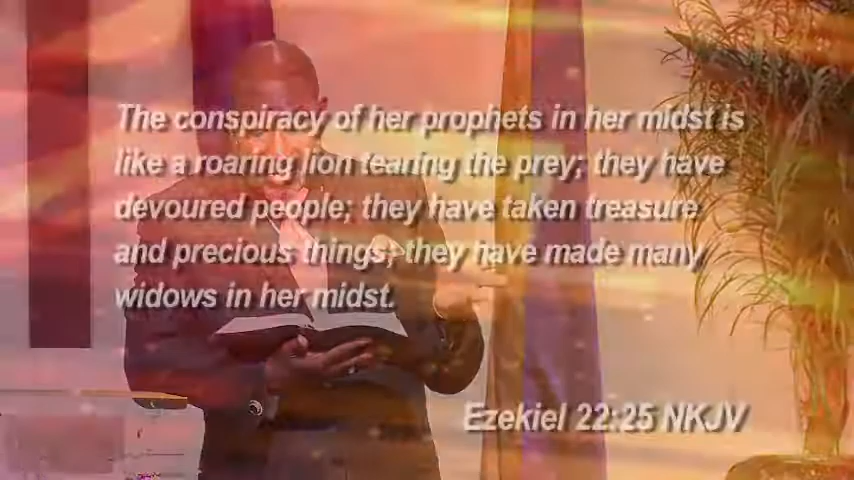 The conspiracy of her prophets in her midst is
like a roaring lion tearing the prey; they have
devoured people; they have taken treasure
and precious things; they have made many
widows in her midst.
Ezekiel 22:25 NKJV